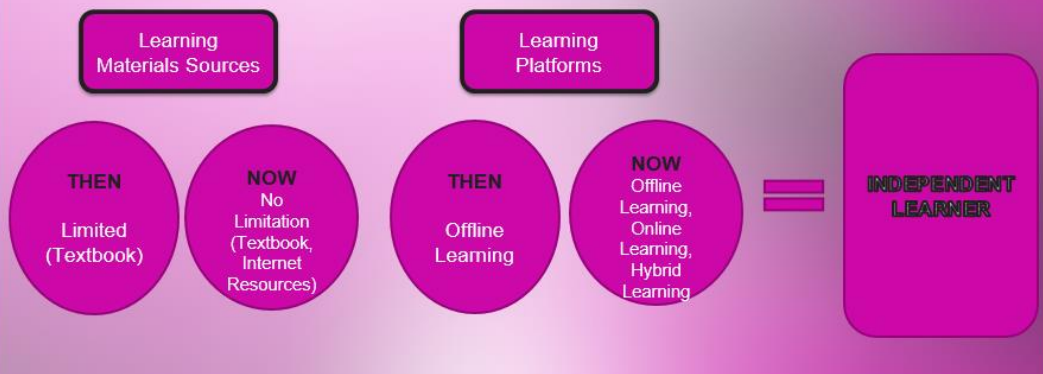 Learning
Materials Sources
Learning
Platforms
THEN
Limited
(Textbook)
NOW
No
Limitation
(Textbook,
Internet
Resources)
THEN
Offline
Learning
NOW
Offline
Learning,
Online
Learning,
Hybrid
Learning
INDEPENDENT
LEARNER